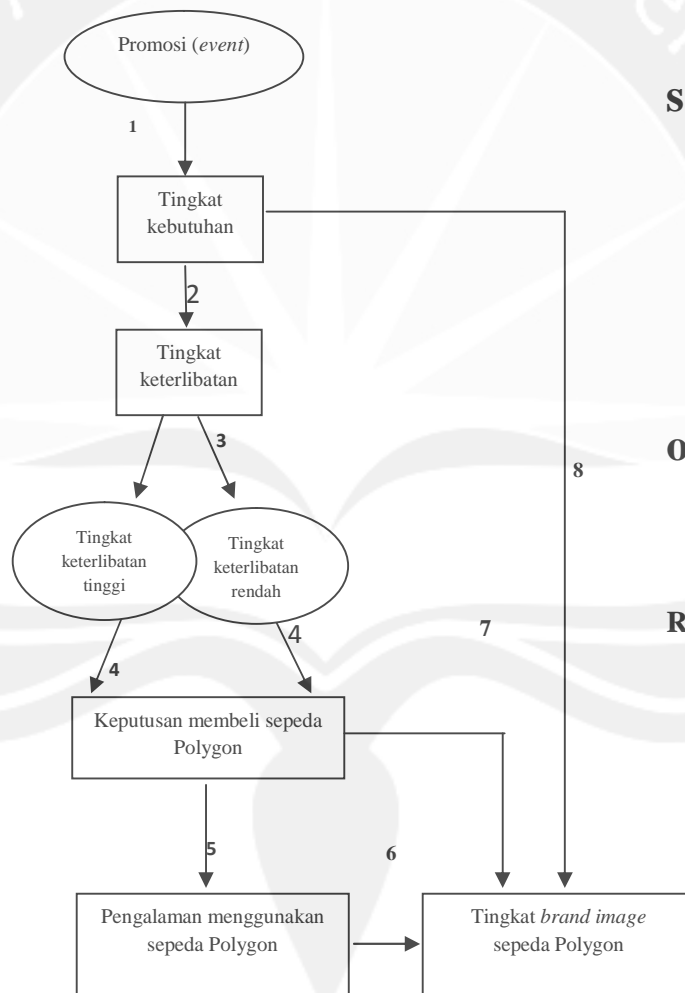 Promosi (event)
S
1
Tingkat
kebutuhan
2
Tingkat
keterlibatan
3
O
8
Tingkat
keterlibatan
tinggi
Tingkat
keterlibatan
rendah
R
7
4
4
Keputusan membeli sepeda
Polygon
5
6
Pengalaman menggunakan
sepeda Polygon
Tingkat brand image
sepeda Polygon